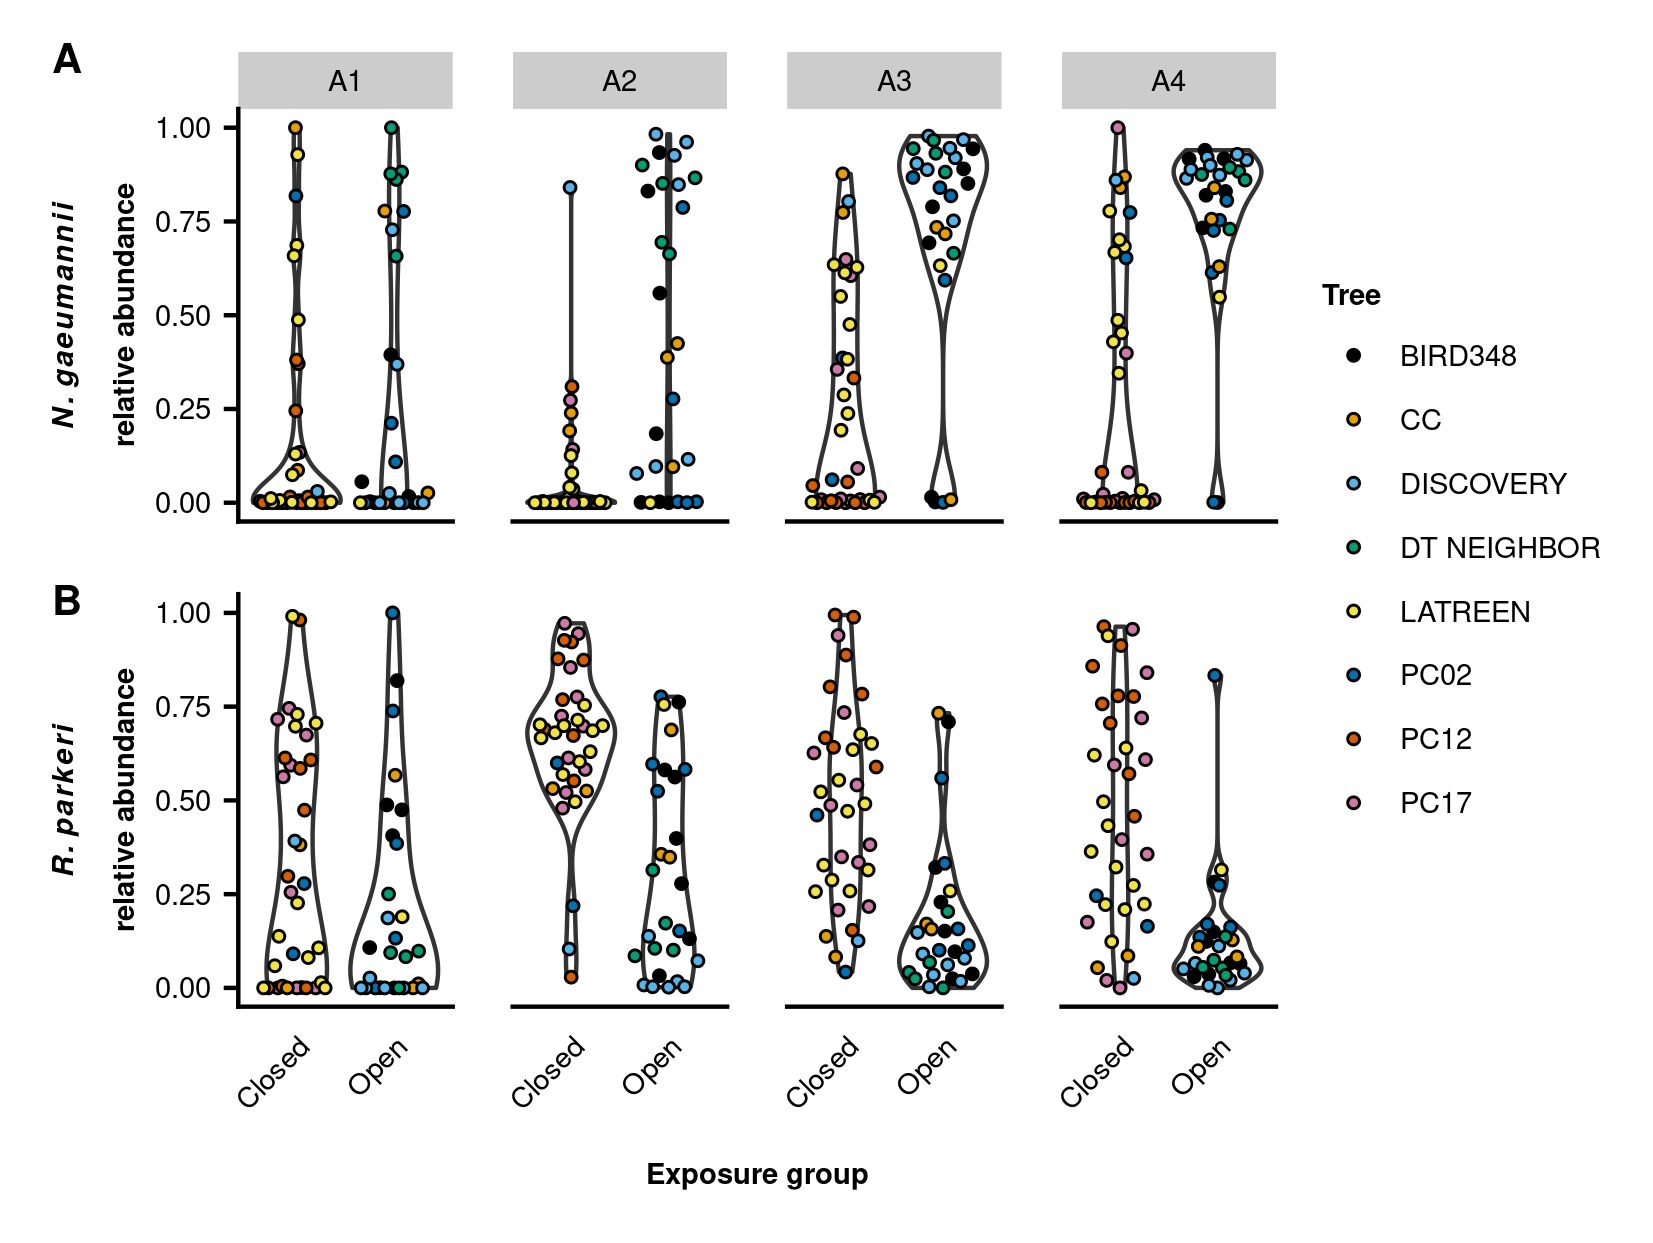 A
A1 A2 A3 A4
N. gaeumannii
relative abundance
1.00
0.75
0.50
0.25
0.00
B
R. parkeri
relative abundance
1.00
0.75
0.50
0.25
0.00
Closed Open Closed Open Closed Open Closed Open
Exposure group
Tree
BIRD348
CC
DISCOVERY
DT NEIGHBOR
LATREEN
PC02
PC12
PC17